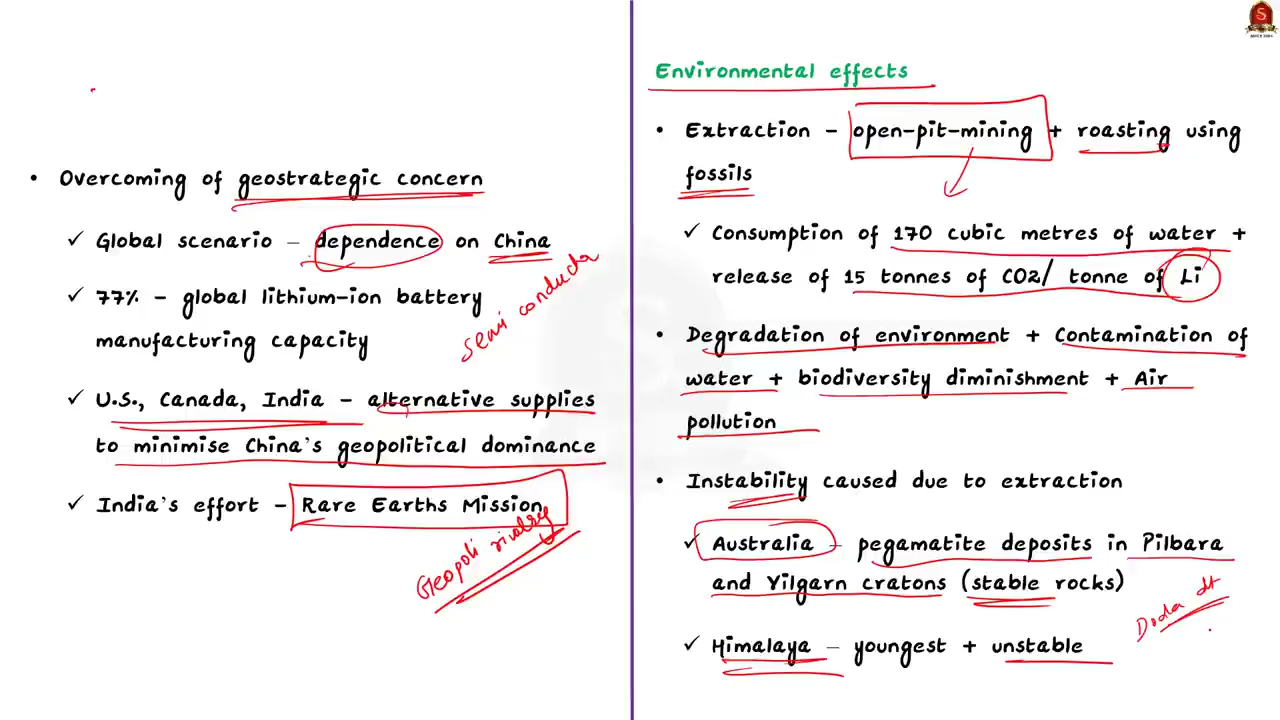 • Overcoming of geostrategic concern
✓ Global scenario – dependence on China
✓ 77% – global lithium-ion battery
manufacturing capacity
semi conducta
✓ U.S., Canada, India – alternative supplies
to minimise China's geopolitical dominance
✓ India's effort – Rare Earths Mission
Geopoli rivalry
Environmental effects
• Extraction – open-pit-mining + roasting using
fossils
✓ Consumption of 170 cubic metres of water +
release of 15 tonnes of CO2/ tonne of Li
• Degradation of environment + Contamination of
water + biodiversity diminishment + Air
pollution
• Instability caused due to extraction
✓ Australia – pegamatite deposits in Pilbara
and Yilgarn cratons (stable rocks)
Doda dt
✓ Himalaya – youngest + unstable